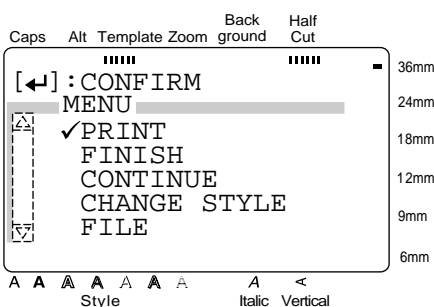 Back Half
Caps Alt Template Zoom ground Cut
[↵]:CONFIRM
MENU
✓PRINT
FINISH
CONTINUE
CHANGE STYLE
FILE
36mm
24mm
18mm
12mm
9mm
6mm
A A A A A A A A A
Style Italic Vertical